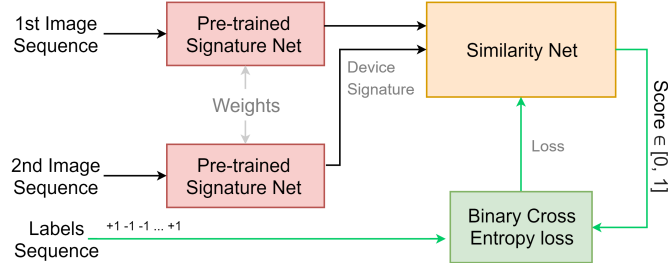 1st Image
Sequence
Pre-trained
Signature Net
Similarity Net
Device
Signature
Weights
Score ∈ [0, 1]
2nd Image
Sequence
Pre-trained
Signature Net
Loss
Labels
Sequence
+1 -1 -1 ... +1
Binary Cross
Entropy loss